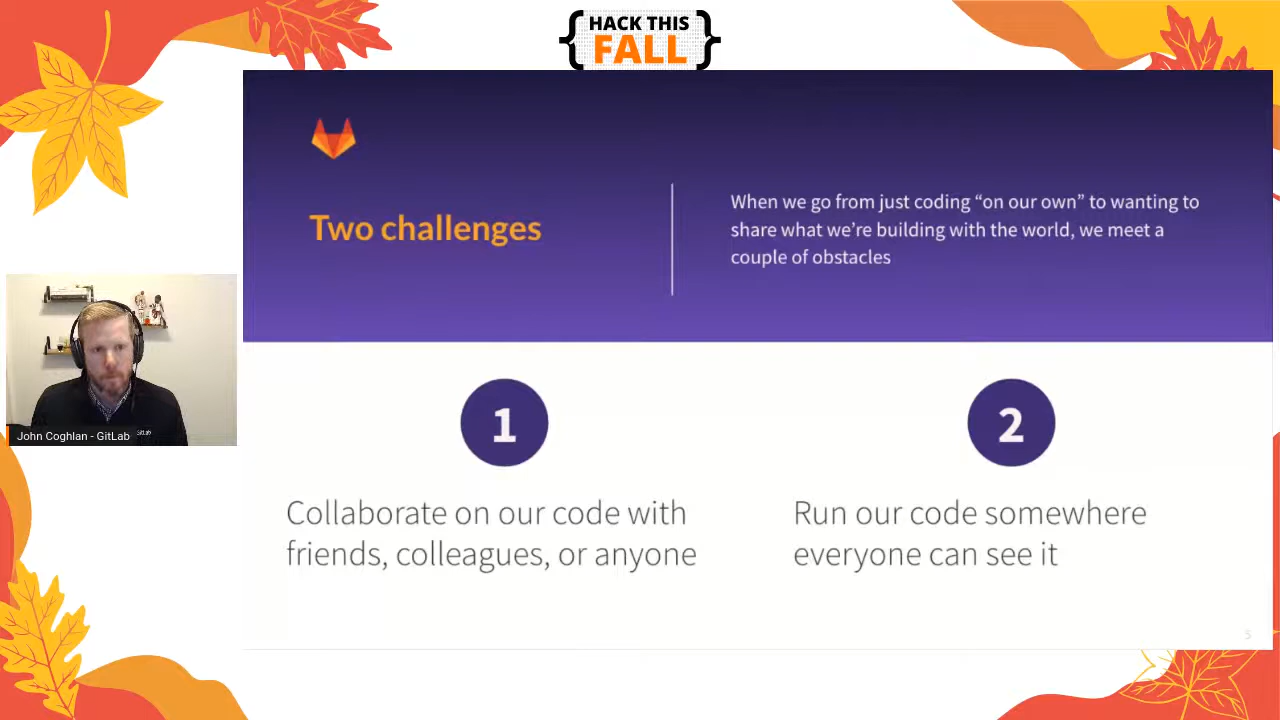 HACK THIS
FALL
Two challenges
When we go from just coding “on our own” to wanting to
share what we’re building with the world, we meet a
couple of obstacles
1
Collaborate on our code with
friends, colleagues, or anyone
2
Run our code somewhere
everyone can see it
John Coghlan - GitLab
GitLab
5